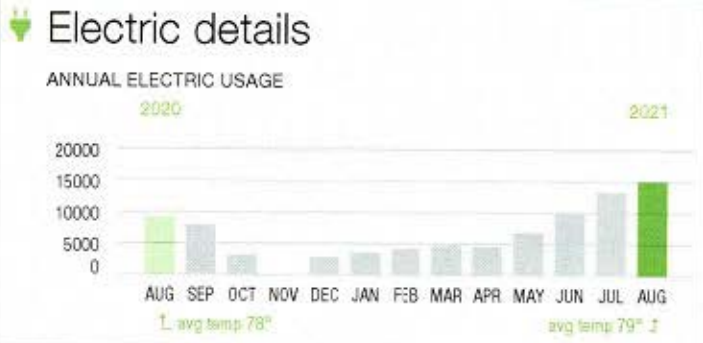 Electric details
ANNUAL ELECTRIC USAGE
2020 2021
20000
15000
10000
5000
0
AUG SEP OCT NOV DEC JAN FEB MAR APR MAY JUN JUL AUG
avg temp 78° avg temp 79°